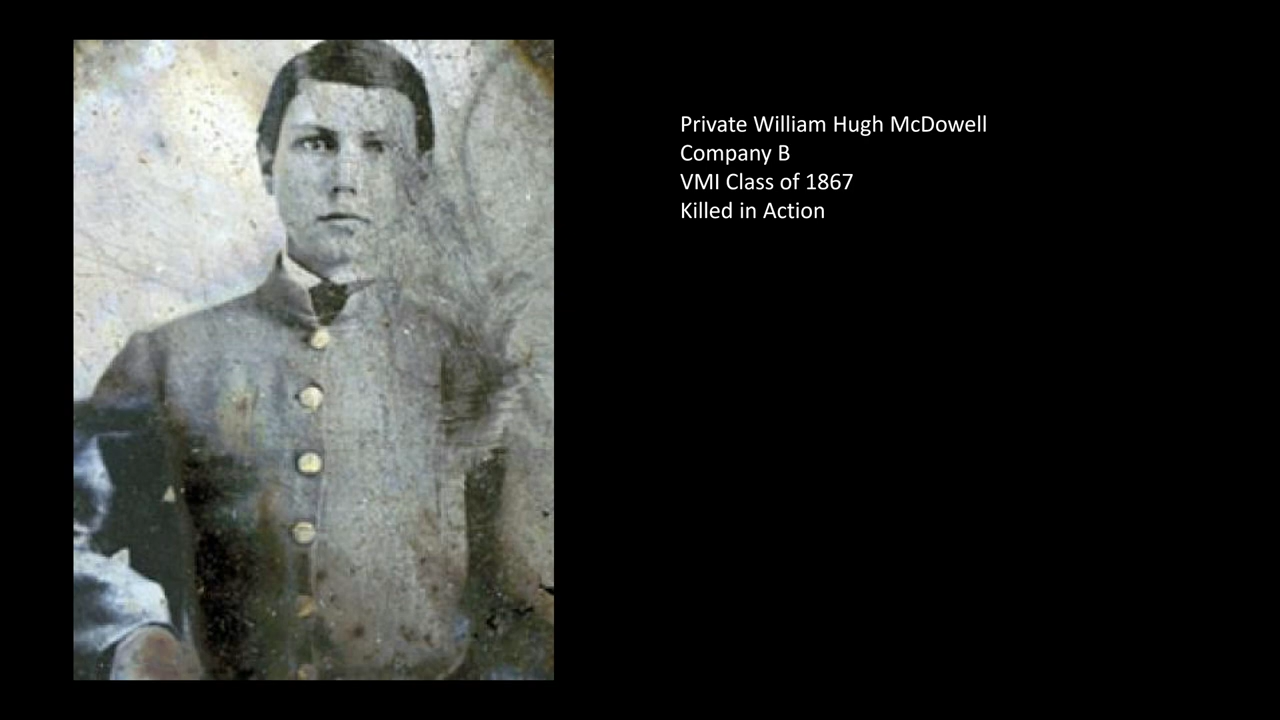 Private William Hugh McDowell
Company B
VMI Class of 1867
Killed in Action